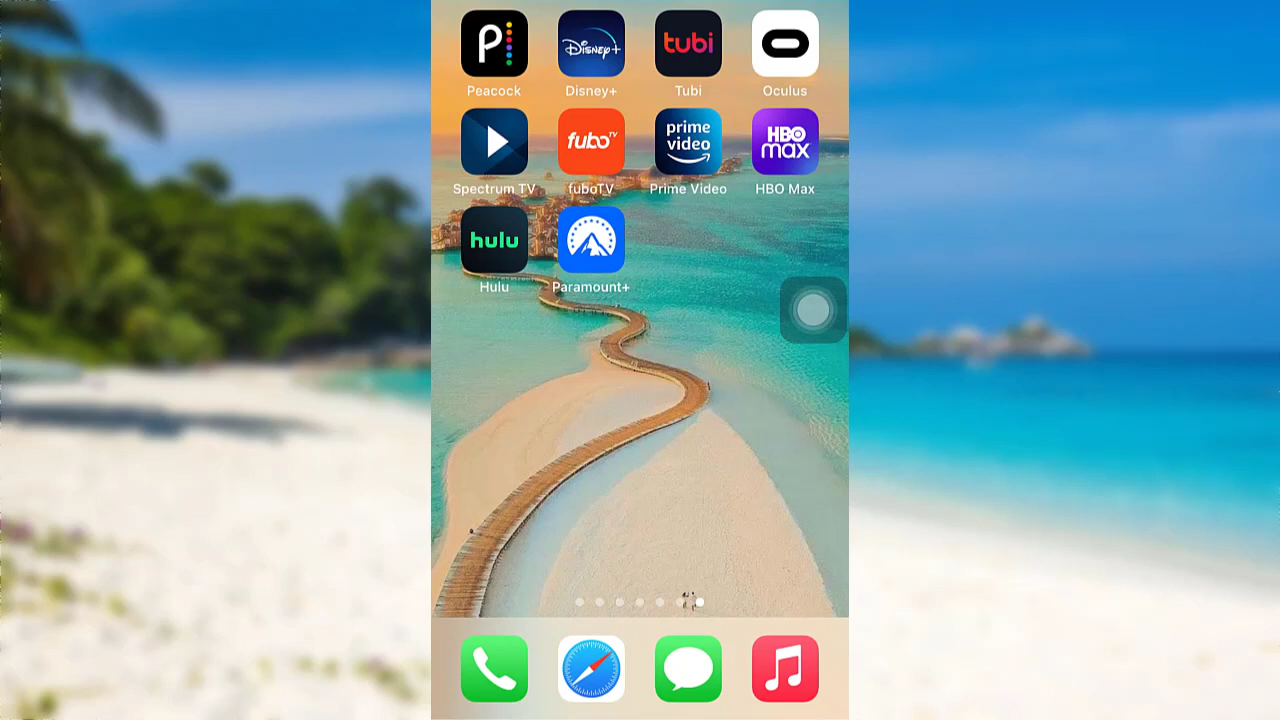 P
Disney+
tubi
Peacock
Disney+
Tubi
Oculus
fubo TV
prime video
HBO max
Spectrum TV
fuboTV
Prime Video
HBO Max
hulu
Hulu
Paramount+